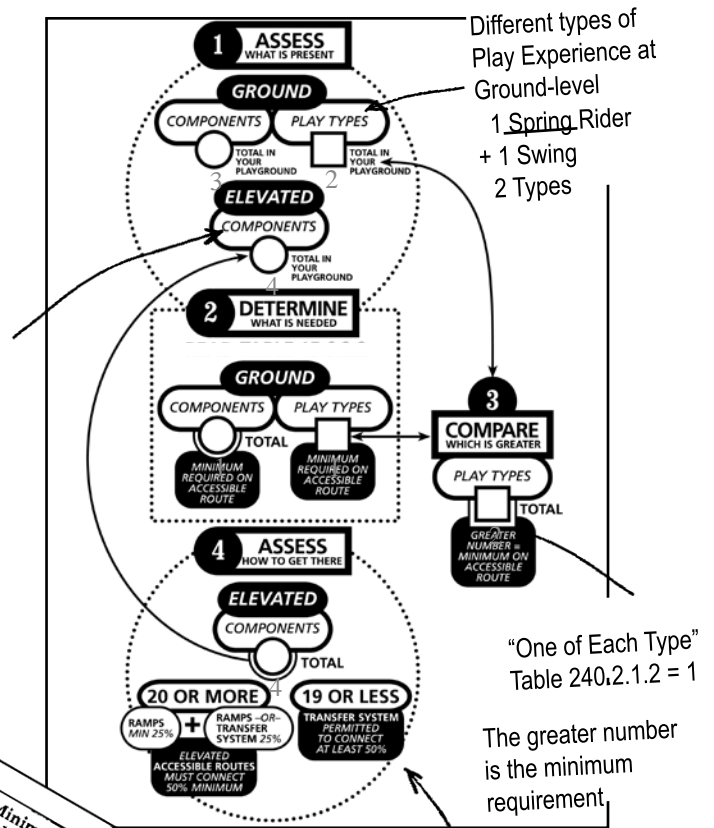 1
ASSESS
WHAT IS PRESENT
GROUND
COMPONENTS
PLAY TYPES
TOTAL IN
YOUR
PLAYGROUND
3
TOTAL IN
YOUR
PLAYGROUND
2
ELEVATED
COMPONENTS
TOTAL IN
YOUR
PLAYGROUND
4
Different types of
Play Experience at
Ground-level
1 Spring Rider
+ 1 Swing
2 Types
2
DETERMINE
WHAT IS NEEDED
GROUND
COMPONENTS
PLAY TYPES
TOTAL
MINIMUM
REQUIRED ON
ACCESSIBLE
ROUTE
1
MINIMUM
REQUIRED ON
ACCESSIBLE
ROUTE
1
3
COMPARE
WHICH IS GREATER
PLAY TYPES
TOTAL
GREATER
NUMBER =
MINIMUM ON
ACCESSIBLE
ROUTE
2
4
ASSESS
HOW TO GET THERE
ELEVATED
COMPONENTS
TOTAL
4
20 OR MORE
RAMPS
MIN 25%
+
RAMPS –OR–
TRANSFER
SYSTEM 25%
ELEVATED
ACCESSIBLE ROUTES
MUST CONNECT
50% MINIMUM
19 OR LESS
TRANSFER SYSTEM
PERMITTED
TO CONNECT
AT LEAST 50%
“One of Each Type”
Table 240.2.1.2 = 1
The greater number
is the minimum
requirement